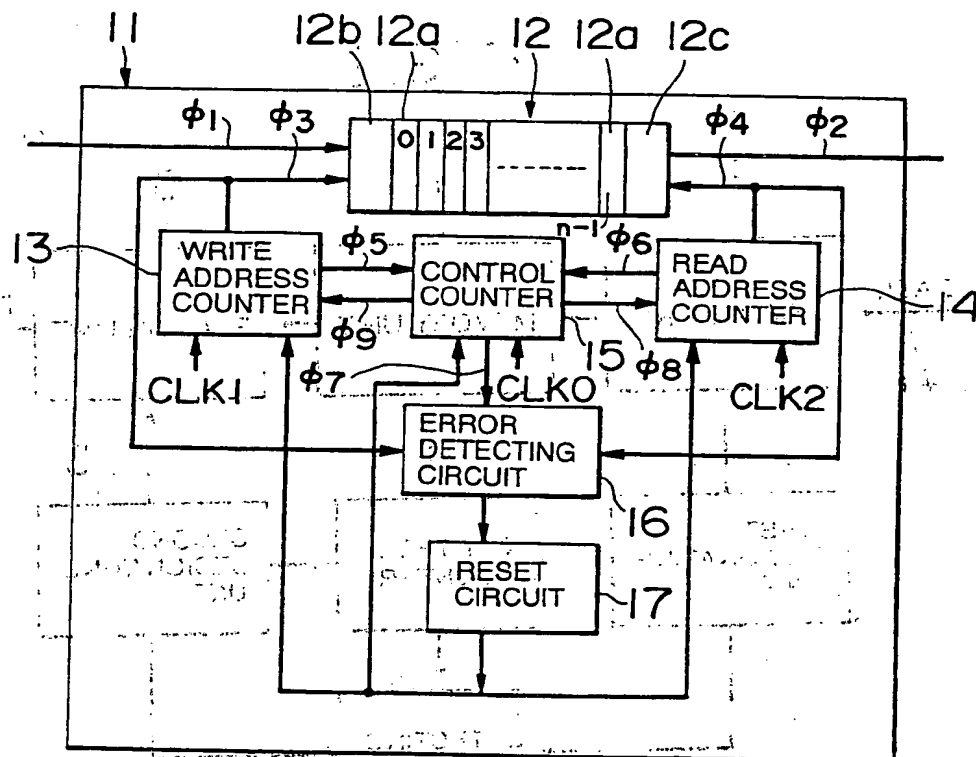 11
12b 12a 12 12a 12c
φ1 φ3 φ4 φ2
0 1 2 3
n-1
13
WRITE
ADDRESS
COUNTER
φ5
φ9
CONTROL
COUNTER
15
φ6
φ8
READ
ADDRESS
COUNTER
14
CLK1
φ7
CLK0
CLK2
ERROR
DETECTING
CIRCUIT
16
RESET
CIRCUIT
17